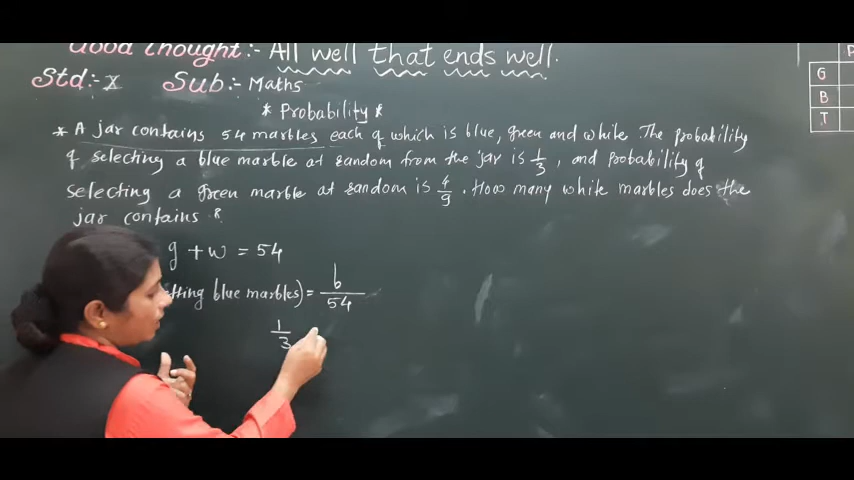 Good Thought:- All well that ends well.
Std:- X Sub:- Maths
* Probability *
* A jar contains 54 marbles each of which is blue, green and white. The probability
of selecting a blue marble at random from the jar is 1/3, and probability of
selecting a green marble at random is 4/9. How many white marbles does the
jar contains ?
g + w = 54
tting blue marbles) = b/54
1/3
P
G
B
T